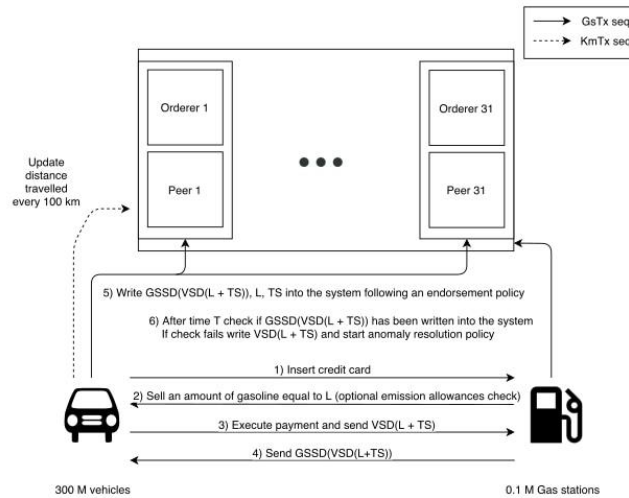 GsTx seq
KmTx seq
Orderer 1
Orderer 31
Peer 1
Peer 31
Update
distance
travelled
every 100 km
5) Write GSSD(VSD(L + TS)), L, TS into the system following an endorsement policy
6) After time T check if GSSD(VSD(L + TS)) has been written into the system
If check fails write VSD(L + TS) and start anomaly resolution policy
1) Insert credit card
2) Sell an amount of gasoline equal to L (optional emission allowances check)
3) Execute payment and send VSD(L + TS)
4) Send GSSD(VSD(L+TS))
300 M vehicles
0.1 M Gas stations